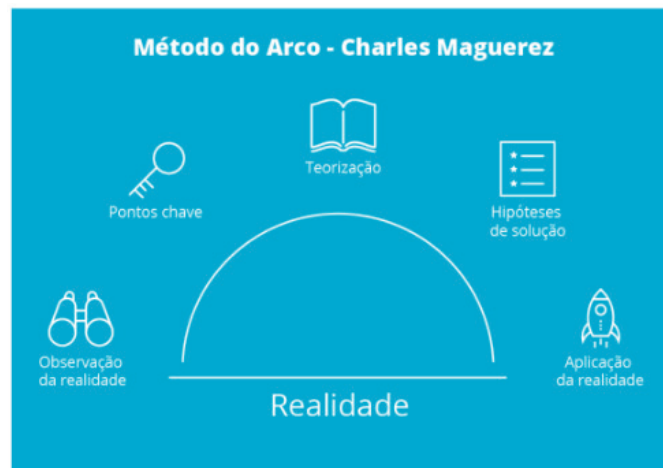 Método do Arco - Charles Maguerez
Teorização
Pontos chave
Hipóteses
de solução
Observação
da realidade
Aplicação
da realidade
Realidade